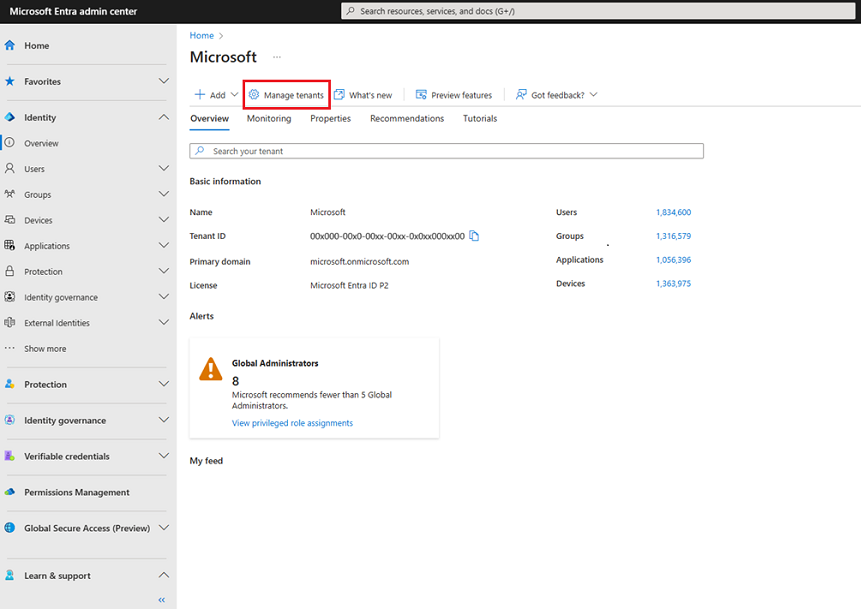 Microsoft Entra admin center
Search resources, services, and docs (G+/)
Home
Favorites
Identity
Overview
Users
Groups
Devices
Applications
Protection
Identity governance
External Identities
Show more
Protection
Identity governance
Verifiable credentials
Permissions Management
Global Secure Access (Preview)
Learn & support
Home
Microsoft
Add
Manage tenants
What's new
Preview features
Got feedback?
Overview Monitoring Properties Recommendations Tutorials
Search your tenant
Basic information
Name Microsoft Users 1,834,600
Tenant ID 00x000-00x0-00xx-00xx-0x0xx000xx00 Groups 1,316,579
Primary domain microsoft.onmicrosoft.com Applications 1,056,396
License Microsoft Entra ID P2 Devices 1,363,975
Alerts
Global Administrators
8
Microsoft recommends fewer than 5 Global
Administrators.
View privileged role assignments
My feed